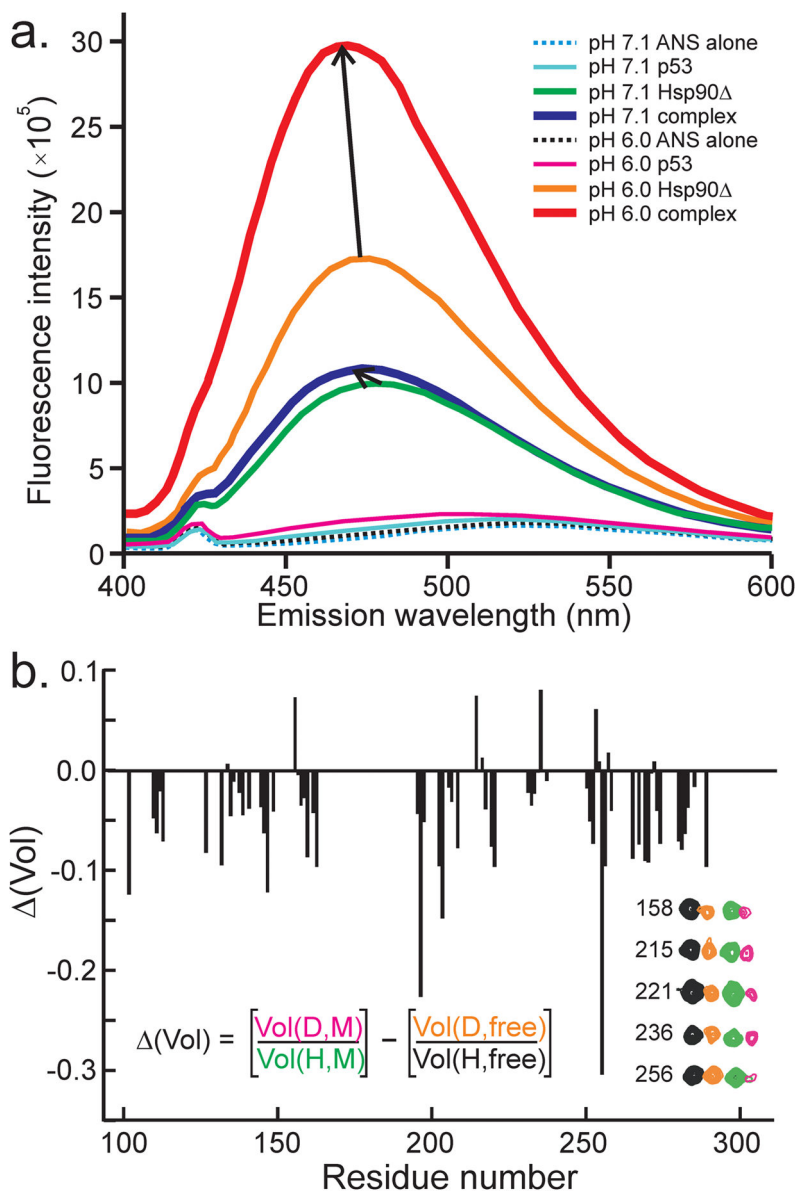 a.
Fluorescence intensity (×10⁵)
30
25
20
15
10
5
0
400
450
500
550
600
Emission wavelength (nm)
pH 7.1 ANS alone
pH 7.1 p53
pH 7.1 Hsp90Δ
pH 7.1 complex
pH 6.0 ANS alone
pH 6.0 p53
pH 6.0 Hsp90Δ
pH 6.0 complex
b.
Δ(Vol)
0.1
0.0
-0.1
-0.2
-0.3
Δ(Vol) = [Vol(D,M)/Vol(H,M)] − [Vol(D,free)/Vol(H,free)]
158
215
221
236
256
100
150
200
250
300
Residue number